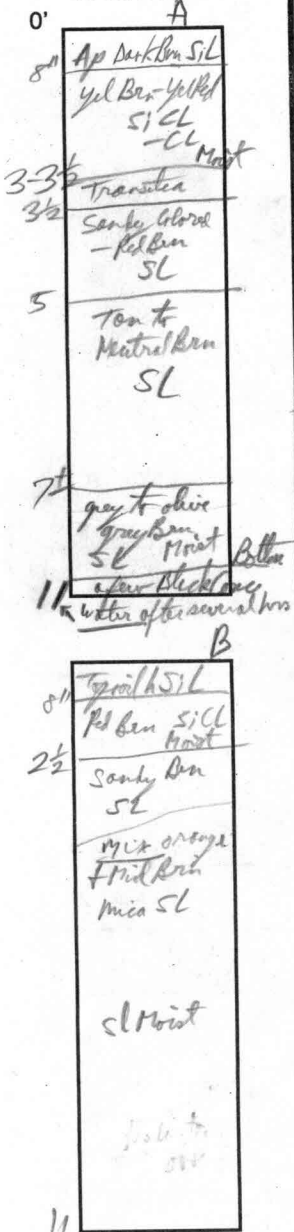 A
0'
Ap Dark Brn SiL
8"
Yel Brn - Yel Red
SiCL
-CL
Moist
3-3½
Transition
3½
Sandy Colored
- Red Brn
SL
5
Tan to
Neutral Brn
SL
7±
grey to olive
gray Brn
SL Moist
Bottom
a few Black
11
water after several hrs
B
Topsoil h SiL
8"
Red Brn SiCL
Moist
2½
Sandy Brn
SL
Mix orange
+ Mid Brn
mica SL
sl Moist
11